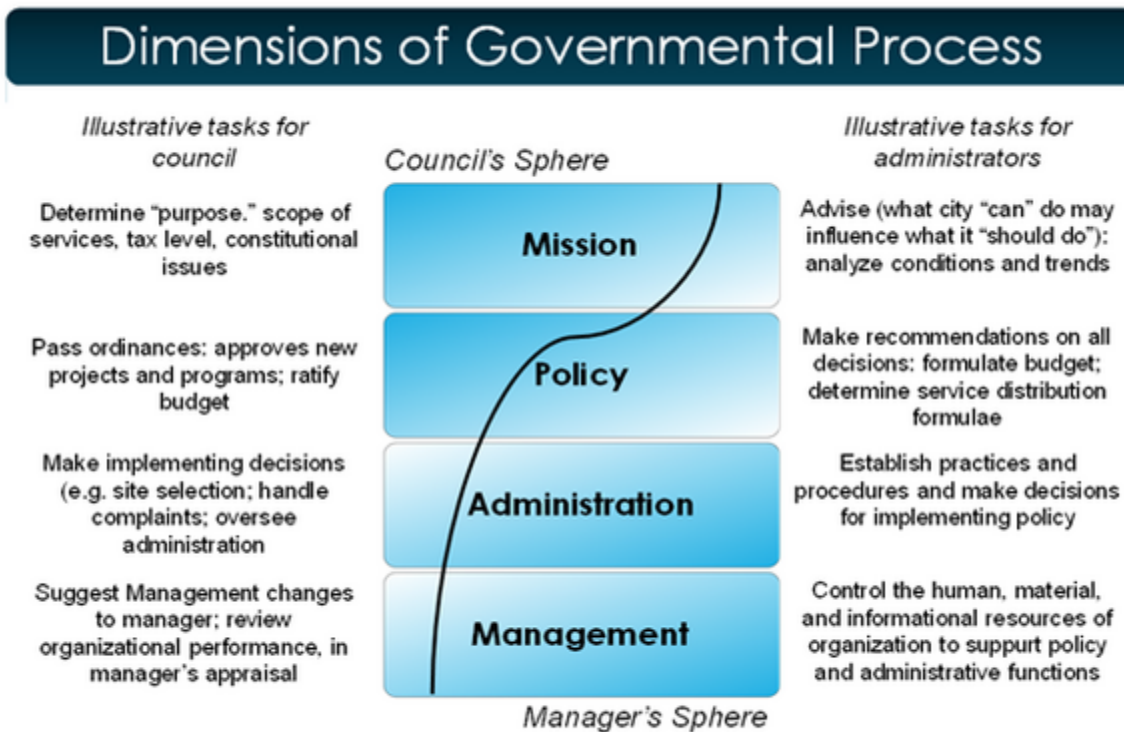 Dimensions of Governmental Process
Illustrative tasks for
council
Council's Sphere
Illustrative tasks for
administrators
Determine “purpose.” scope of
services, tax level, constitutional
issues
Mission
Advise (what city “can” do may
influence what it “should do”):
analyze conditions and trends
Pass ordinances: approves new
projects and programs; ratify
budget
Policy
Make recommendations on all
decisions: formulate budget;
determine service distribution
formulae
Make implementing decisions
(e.g. site selection; handle
complaints; oversee
administration
Administration
Establish practices and
procedures and make decisions
for implementing policy
Suggest Management changes
to manager; review
organizational performance, in
manager's appraisal
Management
Control the human, material,
and informational resources of
organization to suppurt policy
and administrative functions
Manager's Sphere